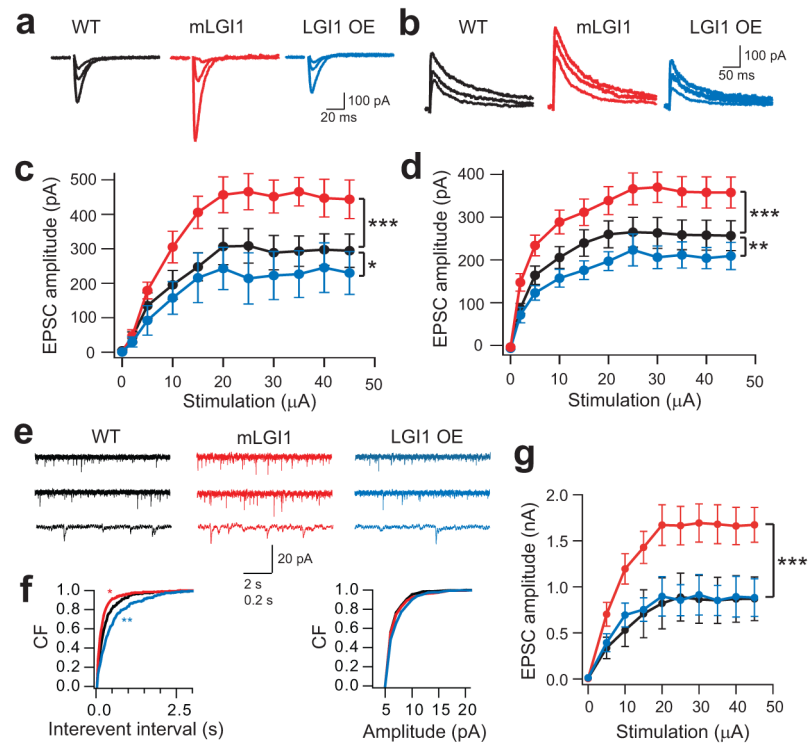 a
WT
mLGI1
LGI1 OE
100 pA
20 ms
b
WT
mLGI1
LGI1 OE
100 pA
50 ms
c
EPSC amplitude (pA)
500
400
300
200
100
0
***
*
0 10 20 30 40 50
Stimulation (μA)
d
EPSC amplitude (pA)
400
300
200
100
0
***
**
0 10 20 30 40 50
Stimulation (μA)
e
WT
mLGI1
LGI1 OE
20 pA
2 s
0.2 s
f
CF
1.0
0.8
0.6
0.4
0.2
0.0
*
**
0.0 2.5
Interevent interval (s)
CF
1.0
0.8
0.6
0.4
0.2
0.0
5 10 15 20
Amplitude (pA)
g
EPSC amplitude (nA)
2.0
1.5
1.0
0.5
0.0
***
0 10 20 30 40 50
Stimulation (μA)